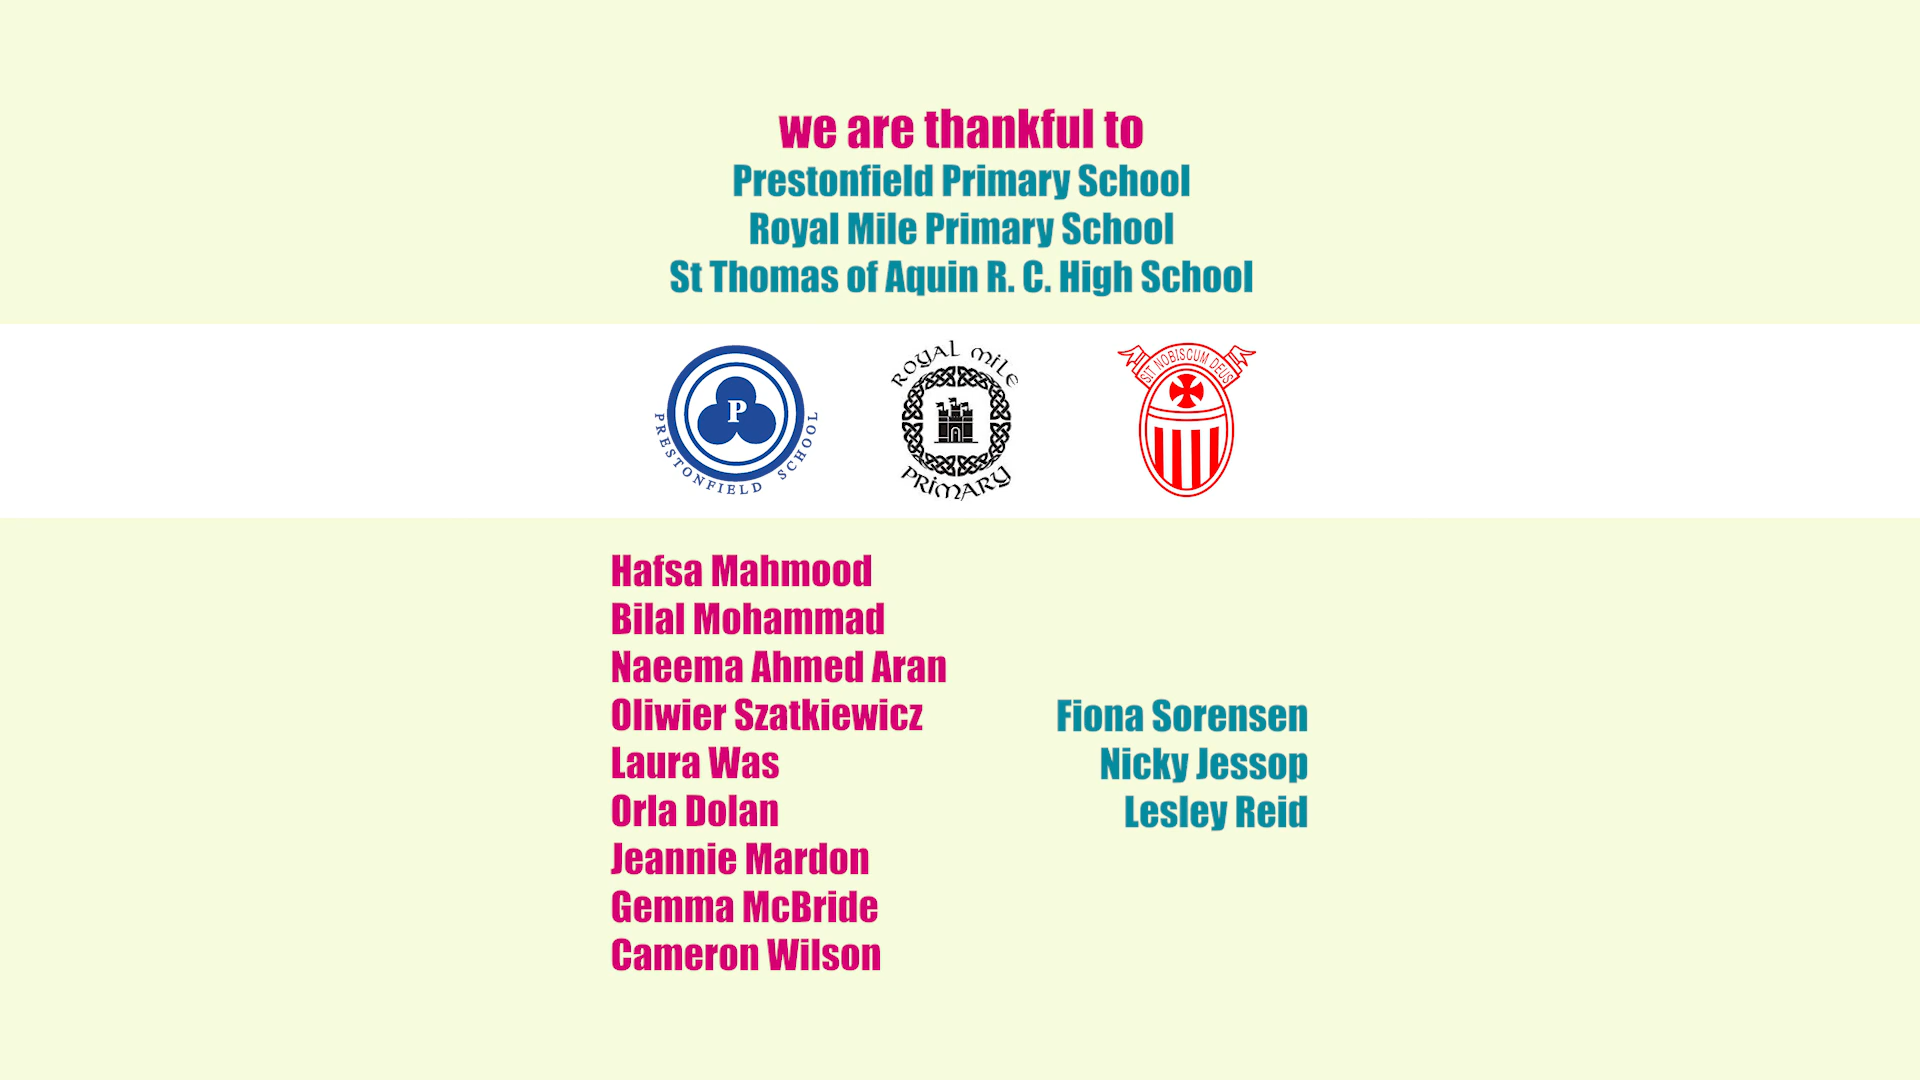 we are thankful to
Prestonfield Primary School
Royal Mile Primary School
St Thomas of Aquin R. C. High School
P
PRESTONFIELD SCHOOL
ROYAL MILE
PRIMARY
SIT NOBISCUM DEUS
Hafsa Mahmood
Bilal Mohammad
Naeema Ahmed Aran
Oliwier Szatkiewicz
Laura Was
Orla Dolan
Jeannie Mardon
Gemma McBride
Cameron Wilson
Fiona Sorensen
Nicky Jessop
Lesley Reid